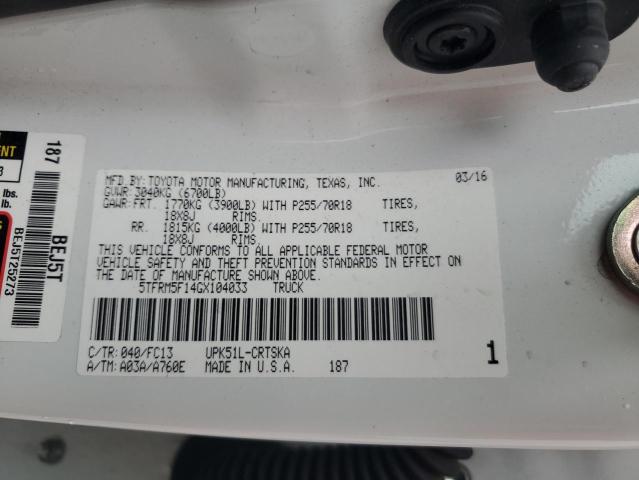 MFD.BY:TOYOTA MOTOR MANUFACTURING, TEXAS, INC. 03/16
GVWR: 3040KG (6700LB)
GAWR:FRT. 1770KG (3900LB) WITH P255/70R18 TIRES,
18X8J RIMS.
RR. 1815KG (4000LB) WITH P255/70R18 TIRES,
18X8J RIMS.
THIS VEHICLE CONFORMS TO ALL APPLICABLE FEDERAL MOTOR
VEHICLE SAFETY AND THEFT PREVENTION STANDARDS IN EFFECT ON
THE DATE OF MANUFACTURE SHOWN ABOVE.
5TFRM5F14GX104033 TRUCK
C/TR: 040/FC13 UPK51L-CRTSKA 1
A/TM: A03A/A760E MADE IN U.S.A. 187
187
BEJ5T
BEJ5T25273
lbs.
lbs.